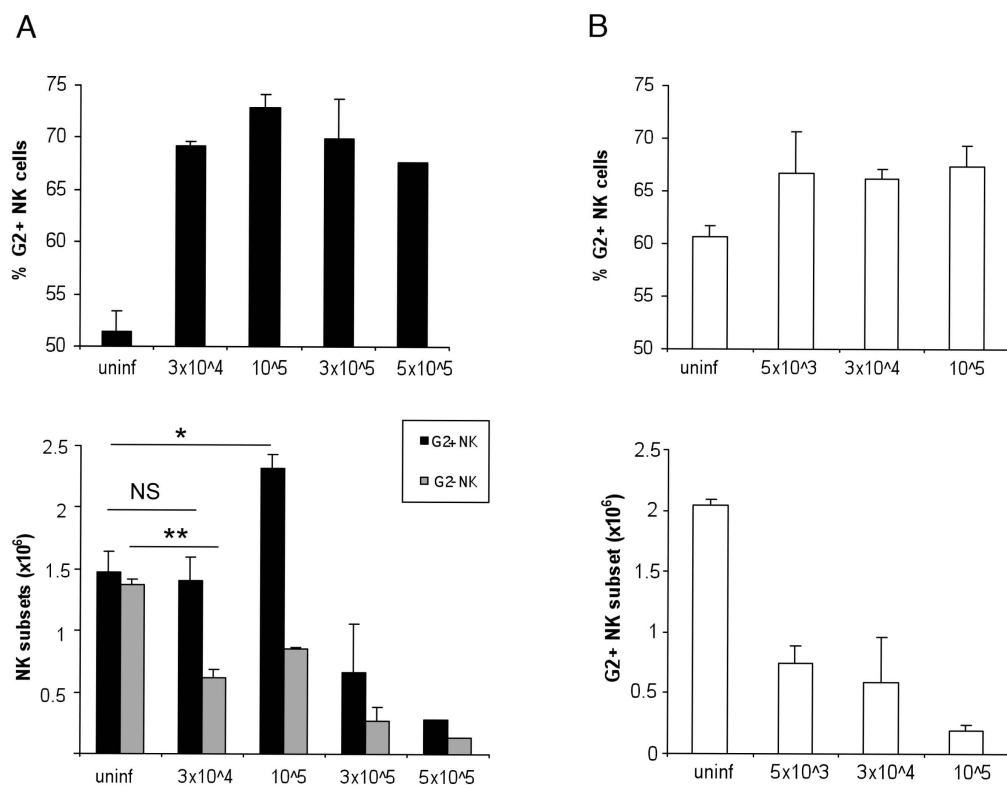 A
B
% G2+ NK cells
75
70
65
60
55
50
uninf 3x10^4 10^5 3x10^5 5x10^5
% G2+ NK cells
75
70
65
60
55
50
uninf 5x10^3 3x10^4 10^5
NK subsets (x10⁶)
2.5
2
1.5
1
0.5
*
NS
**
G2+ NK
G2- NK
uninf 3x10^4 10^5 3x10^5 5x10^5
G2+ NK subset (x10⁶)
2.5
2
1.5
1
0.5
0
uninf 5x10^3 3x10^4 10^5